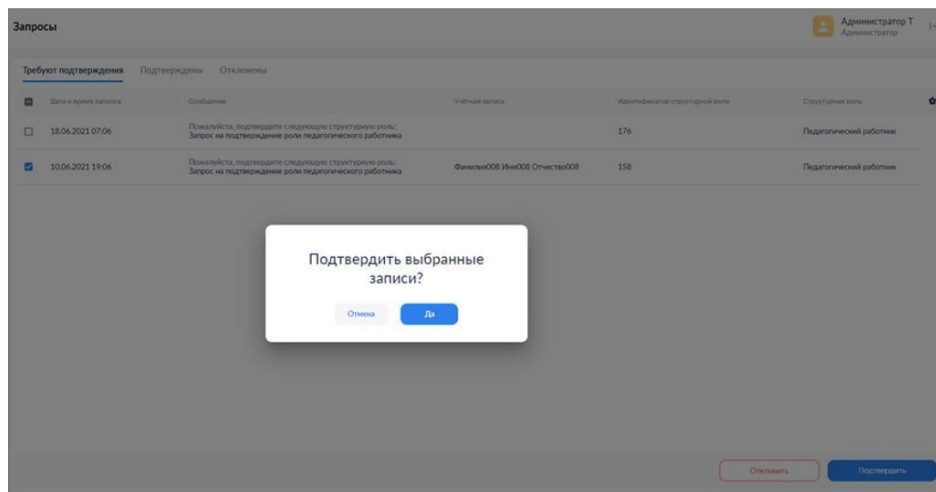 Запросы
Администратор Т
Администратор
Требуют подтверждения Подтверждены Отклонены
Дата и время запроса Сообщение Учётная запись Идентификатор структурной роли Структурная роль
18.06.2021 07:06 Пожалуйста, подтвердите следующую структурную роль: 176 Педагогический работник
Запрос на подтверждение роли педагогического работника
10.06.2021 19:06 Пожалуйста, подтвердите следующую структурную роль: Фамилия008 Имя008 Отчество008 158 Педагогический работник
Запрос на подтверждение роли педагогического работника
Подтвердить выбранные
записи?
Отмена Да
Отклонить Подтвердить